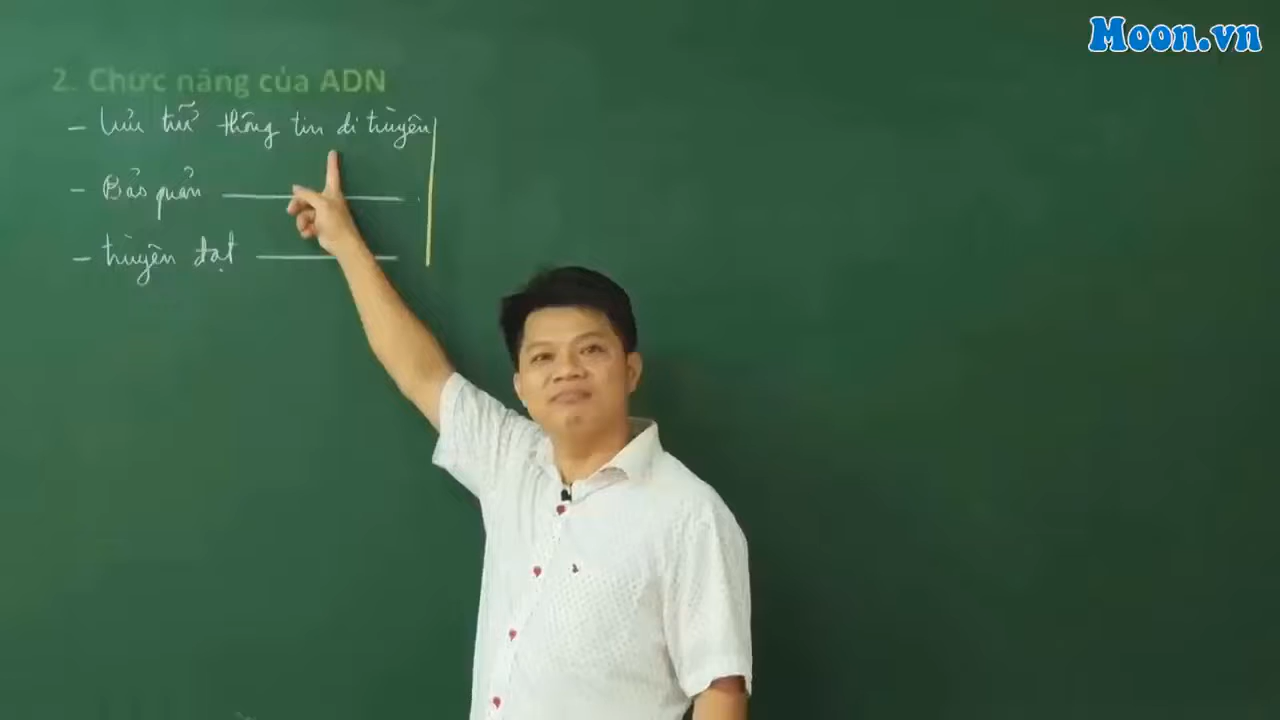 Moon.vn
2. Chức năng của ADN
- Lưu trữ thông tin di truyền
- Bảo quản ———
- truyền đạt ———